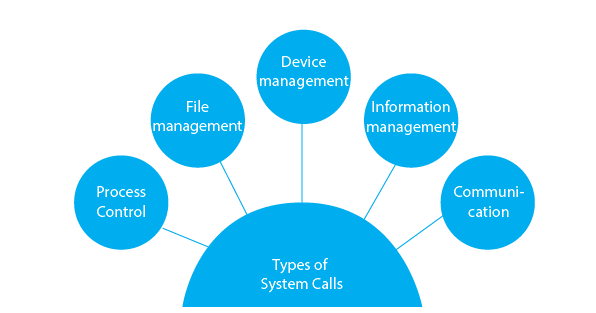 Device
management
File
management
Information
management
Process
Control
Communi-
cation
Types of
System Calls